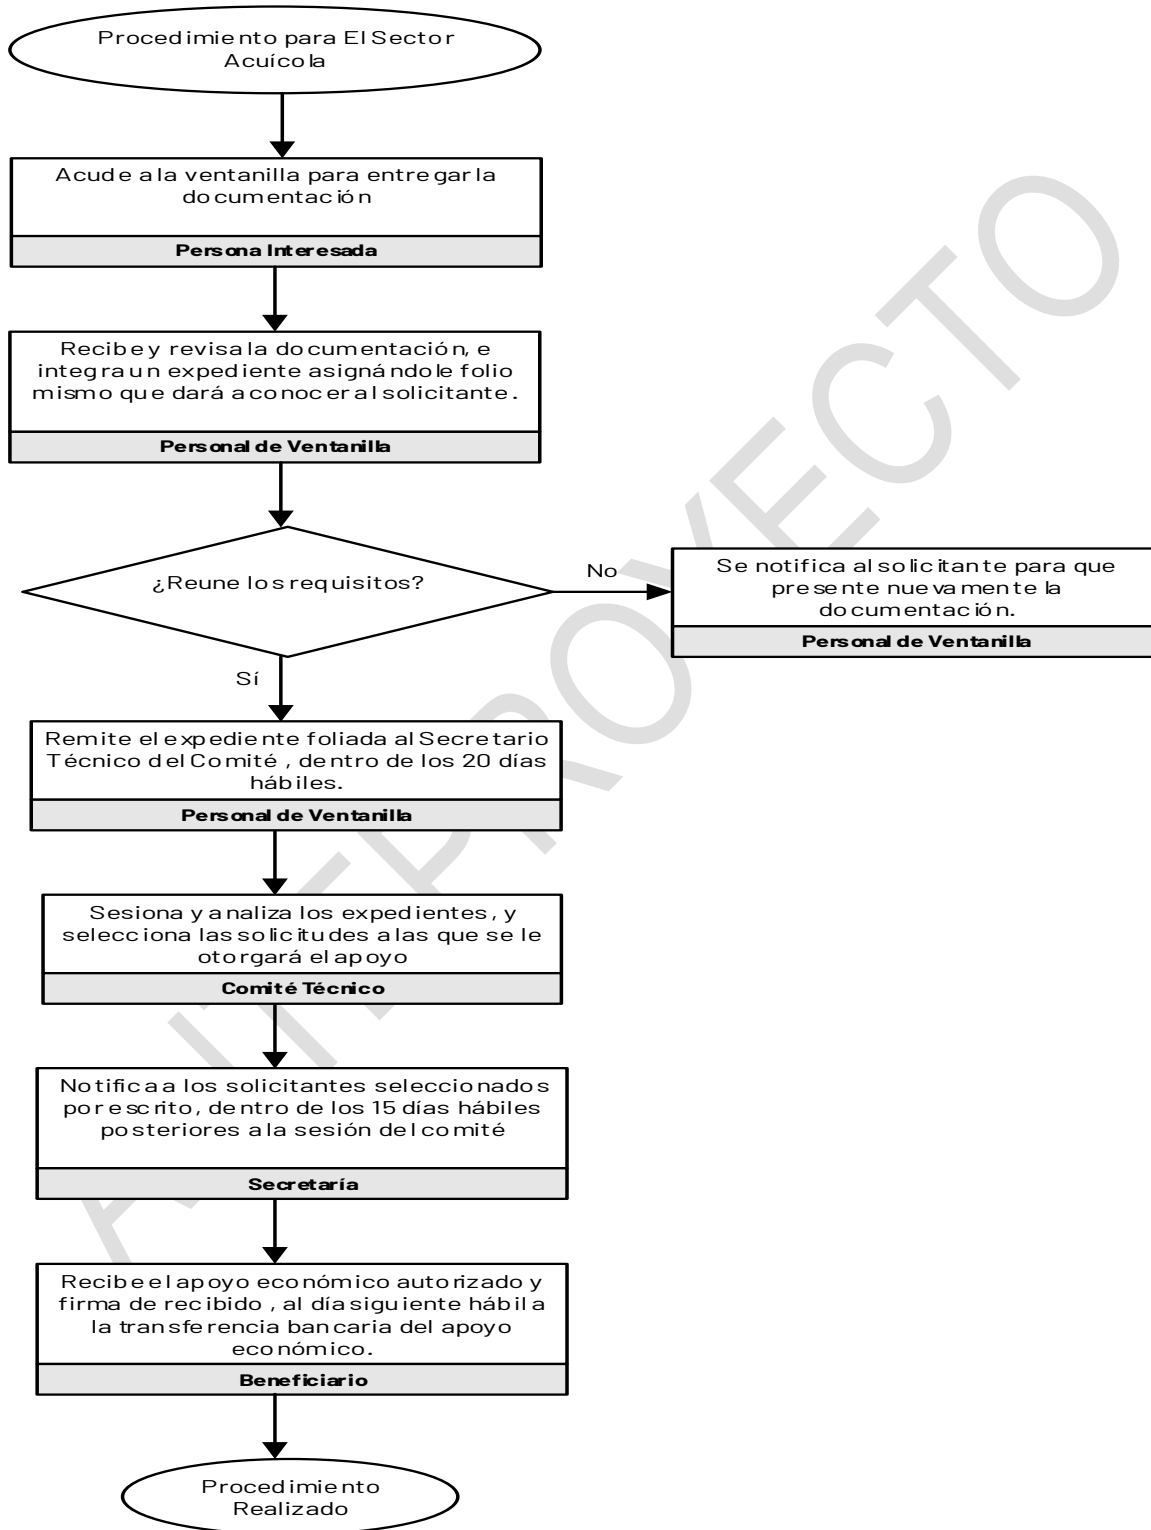 Procedimiento para El Sector
Acuícola
Acude a la ventanilla para entregar la
documentación
Persona Interesada
Recibe y revisa la documentación, e
integra un expediente asignándole folio
mismo que dará a conocer al solicitante.
Personal de Ventanilla
¿Reune los requisitos?
No
Se notifica al solicitante para que
presente nuevamente la
documentación.
Personal de Ventanilla
Sí
Remite el expediente foliada al Secretario
Técnico del Comité, dentro de los 20 días
hábiles.
Personal de Ventanilla
Sesiona y analiza los expedientes, y
selecciona las solicitudes a las que se le
otorgará el apoyo
Comité Técnico
Notifica a los solicitantes seleccionados
por escrito, dentro de los 15 días hábiles
posteriores a la sesión del comité
Secretaría
Recibe el apoyo económico autorizado y
firma de recibido, al día siguiente hábil a
la transferencia bancaria del apoyo
económico.
Beneficiario
Procedimiento
Realizado
ANTEPROYECTO